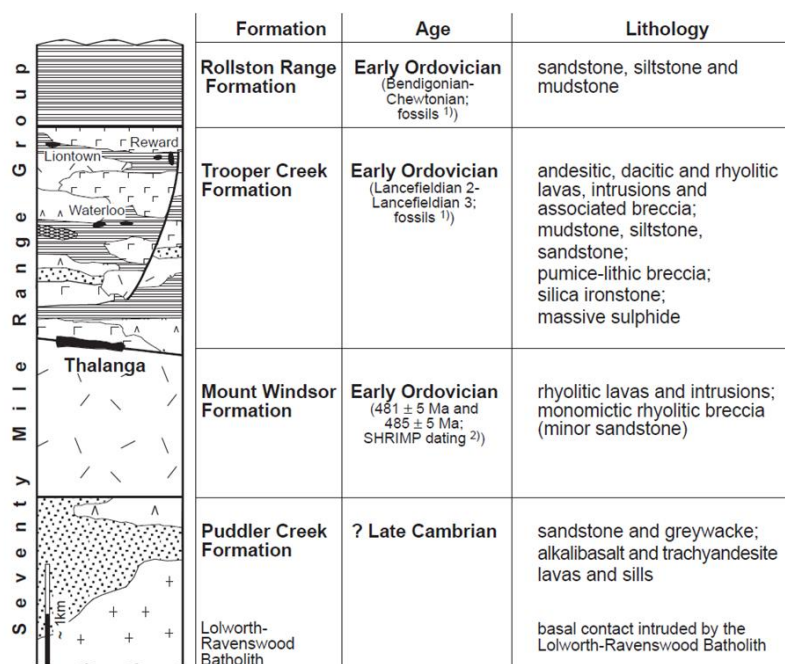 Formation
Age
Lithology
Seventy Mile Range Group
Rollston Range
Formation
Early Ordovician
(Bendigonian-
Chewtonian;
fossils 1))
sandstone, siltstone and
mudstone
Reward
Liontown
Waterloo
Trooper Creek
Formation
Early Ordovician
(Lancefieldian 2-
Lancefieldian 3;
fossils 1))
andesitic, dacitic and rhyolitic
lavas, intrusions and
associated breccia;
mudstone, siltstone,
sandstone;
pumice-lithic breccia;
silica ironstone;
massive sulphide
Thalanga
Mount Windsor
Formation
Early Ordovician
(481 ± 5 Ma and
485 ± 5 Ma;
SHRIMP dating 2))
rhyolitic lavas and intrusions;
monomictic rhyolitic breccia
(minor sandstone)
Puddler Creek
Formation
? Late Cambrian
sandstone and greywacke;
alkalibasalt and trachyandesite
lavas and sills
~ 1km
Lolworth-
Ravenswood
Batholith
basal contact intruded by the
Lolworth-Ravenswood Batholith